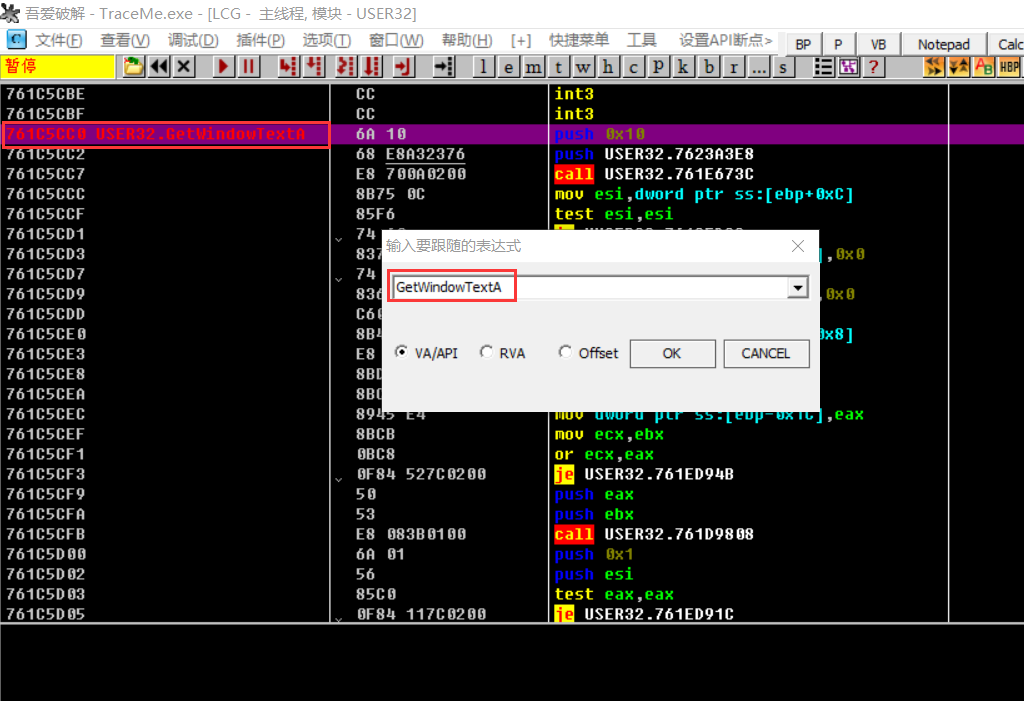 吾爱破解 - TraceMe.exe - [LCG - 主线程, 模块 - USER32]
C 文件(F) 查看(V) 调试(D) 插件(P) 选项(T) 窗口(W) 帮助(H) [+] 快捷菜单 工具 设置API断点> BP P VB Notepad Calc
暂停 l e m t w h c P k b r ... s ? AB HBP
761C5CBE CC int3
761C5CBF CC int3
761C5CC0 USER32.GetWindowTextA 6A 10 push 0x10
761C5CC2 68 E8A32376 push USER32.7623A3E8
761C5CC7 E8 700A0200 call USER32.761E673C
761C5CCC 8B75 0C mov esi,dword ptr ss:[ebp+0xC]
761C5CCF 85F6 test esi,esi
761C5CD1 74
输入要跟随的表达式
761C5CD3 837 ],0x0
761C5CD7 74
GetWindowTextA
761C5CD9 836 ,0x0
761C5CDD C60
761C5CE0 8B4 0x8]
761C5CE3 E8
VA/API RVA Offset OK CANCEL
761C5CE8 8BD
761C5CEA 8BC
761C5CEC 8945 E4 mov dword ptr ss:[ebp-0x1C],eax
761C5CEF 8BCB mov ecx,ebx
761C5CF1 0BC8 or ecx,eax
761C5CF3 0F84 527C0200 je USER32.761ED94B
761C5CF9 50 push eax
761C5CFA 53 push ebx
761C5CFB E8 083B0100 call USER32.761D9808
761C5D00 6A 01 push 0x1
761C5D02 56 push esi
761C5D03 85C0 test eax,eax
761C5D05 0F84 117C0200 je USER32.761ED91C